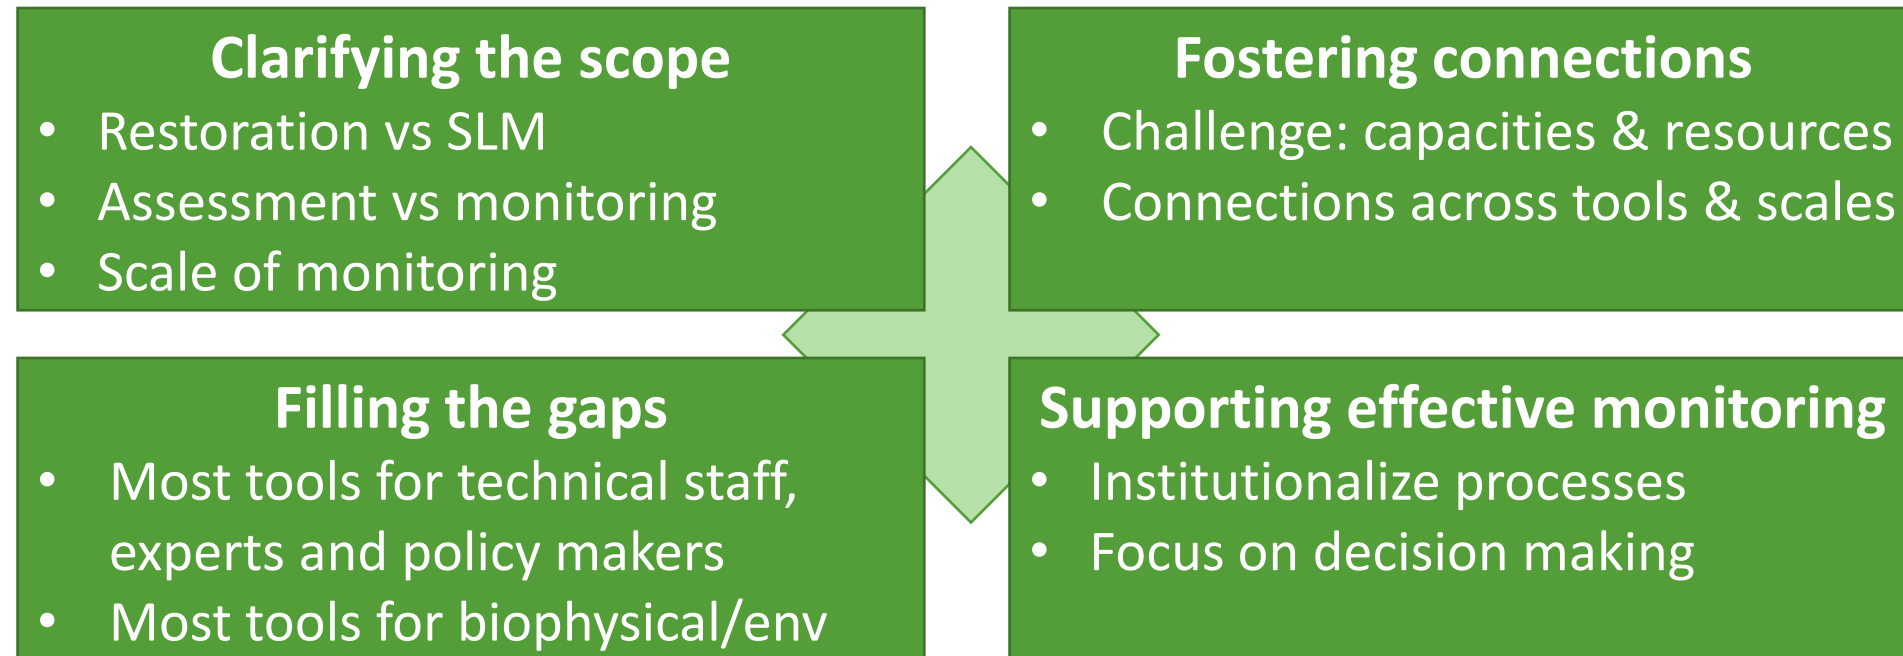 Clarifying the scope
• Restoration vs SLM
• Assessment vs monitoring
• Scale of monitoring
Fostering connections
• Challenge: capacities & resources
• Connections across tools & scales
Filling the gaps
• Most tools for technical staff,
experts and policy makers
• Most tools for biophysical/env
Supporting effective monitoring
• Institutionalize processes
• Focus on decision making